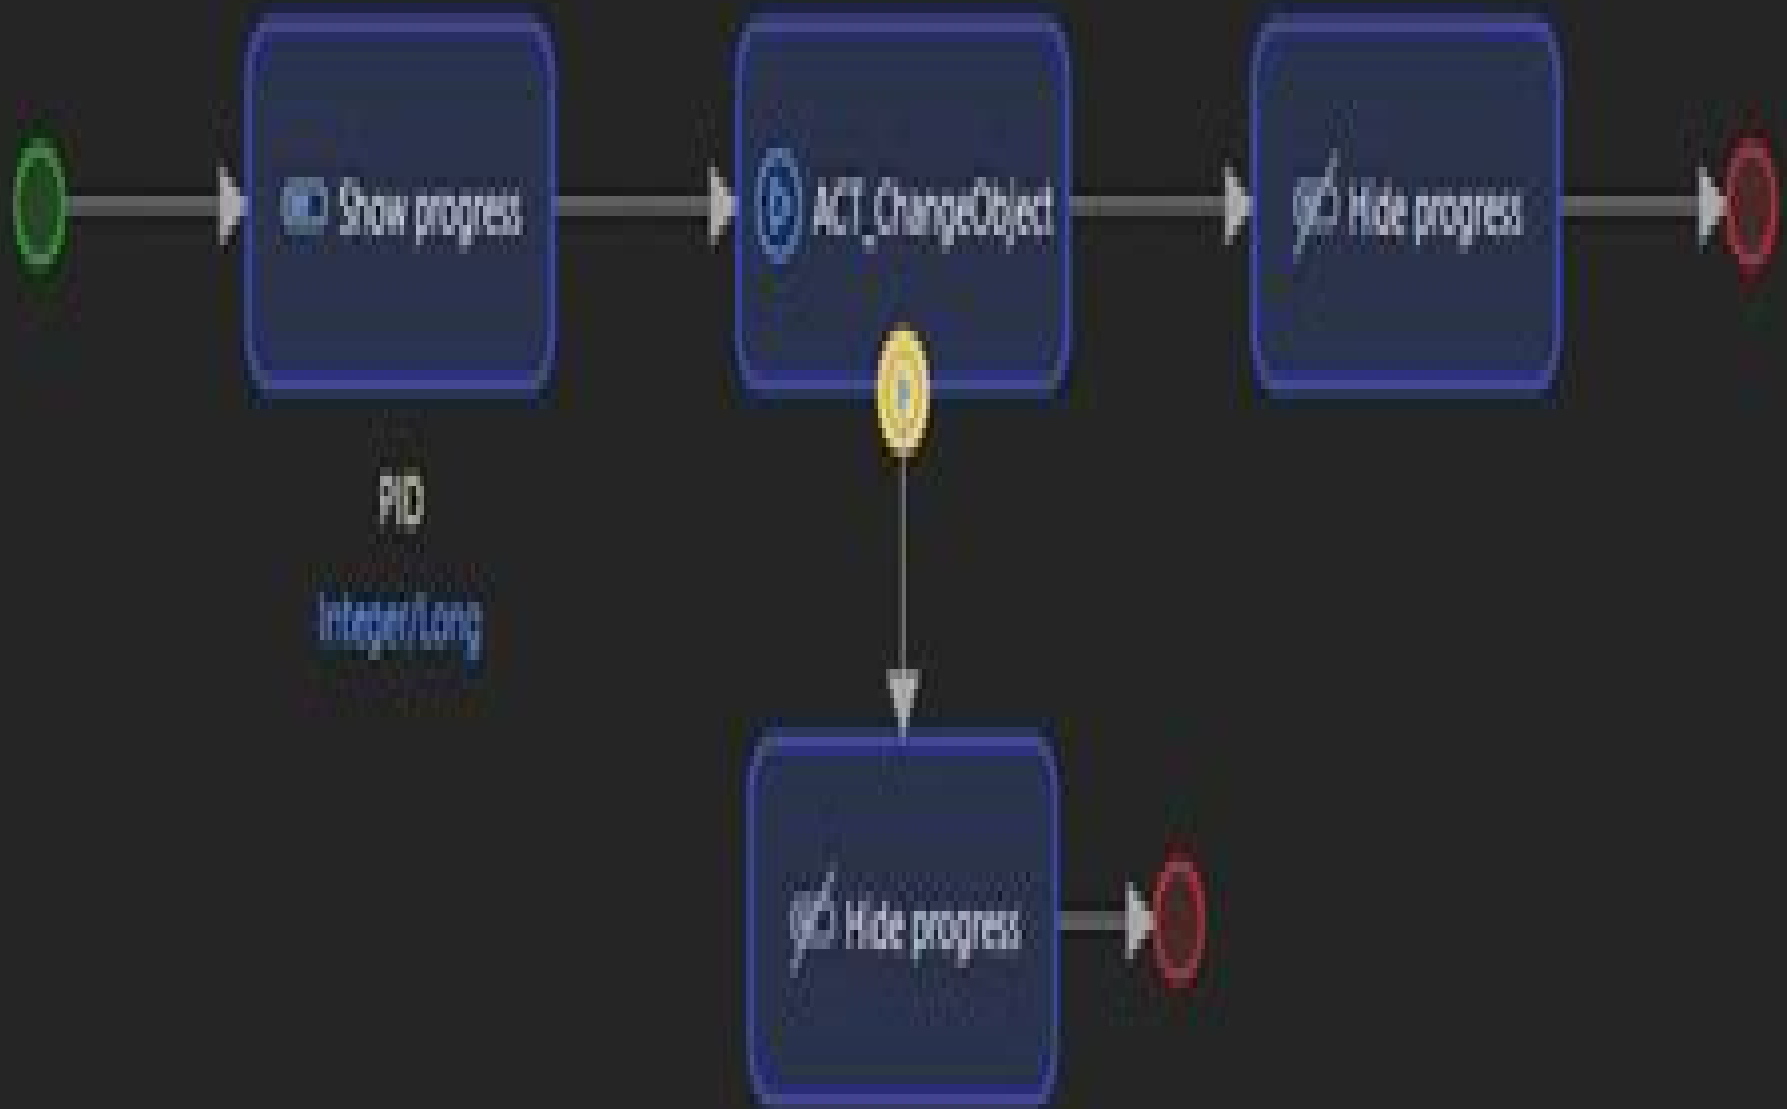 Show progress
ACT_ChangeObject
Hide progress
PID
Integer/Long
Hide progress